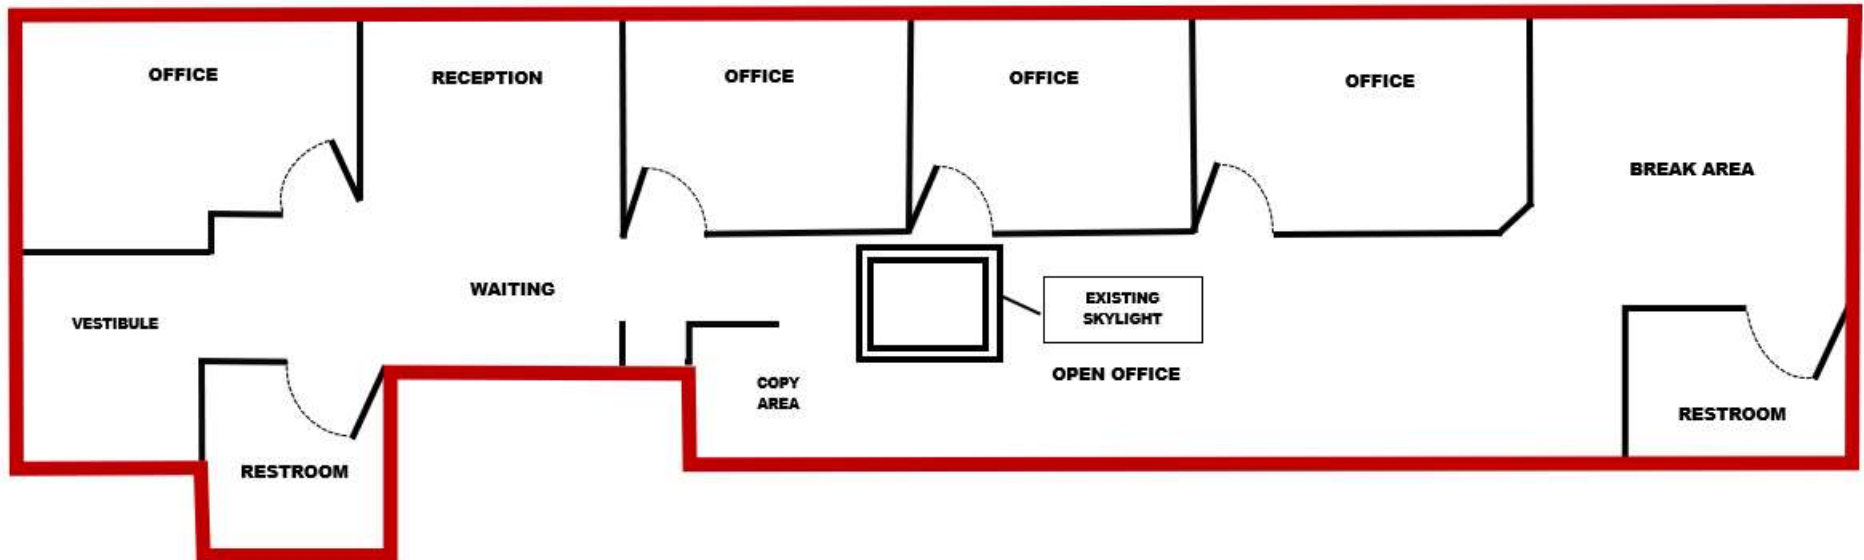 OFFICE
RECEPTION
OFFICE
OFFICE
OFFICE
BREAK AREA
WAITING
VESTIBULE
EXISTING
SKYLIGHT
OPEN OFFICE
COPY
AREA
RESTROOM
RESTROOM